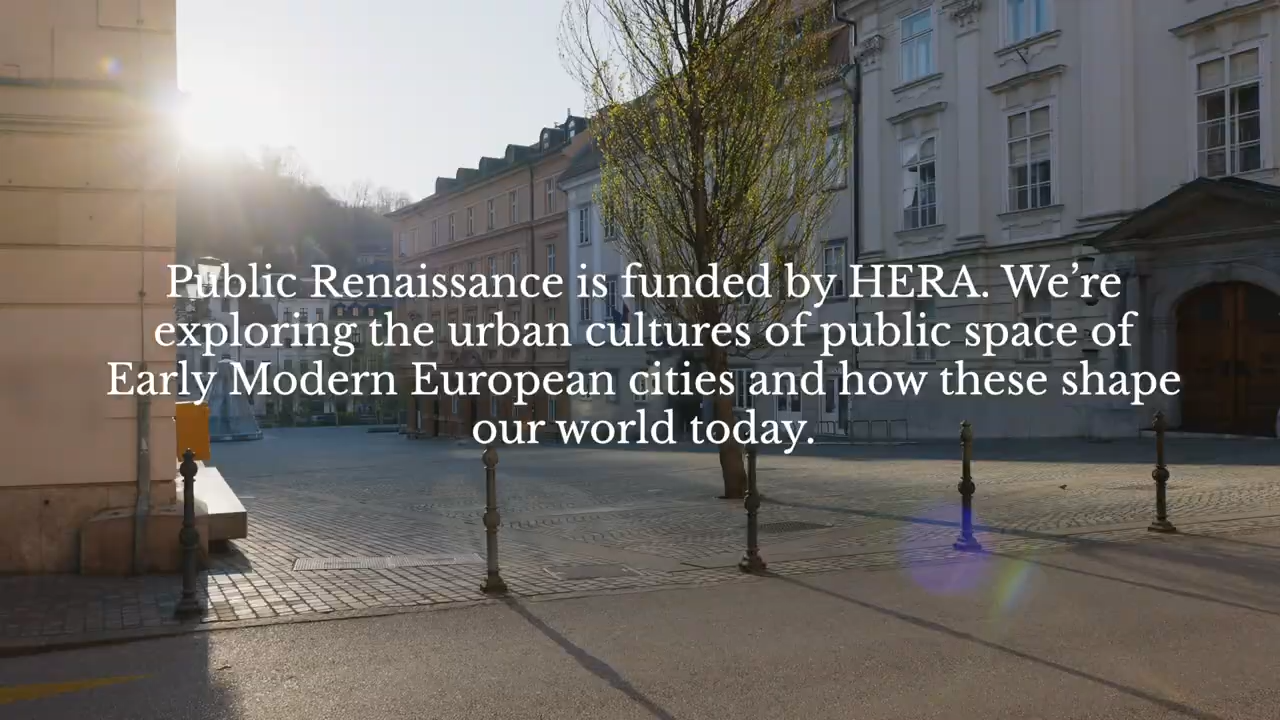 Public Renaissance is funded by HERA. We’re
exploring the urban cultures of public space of
Early Modern European cities and how these shape
our world today.